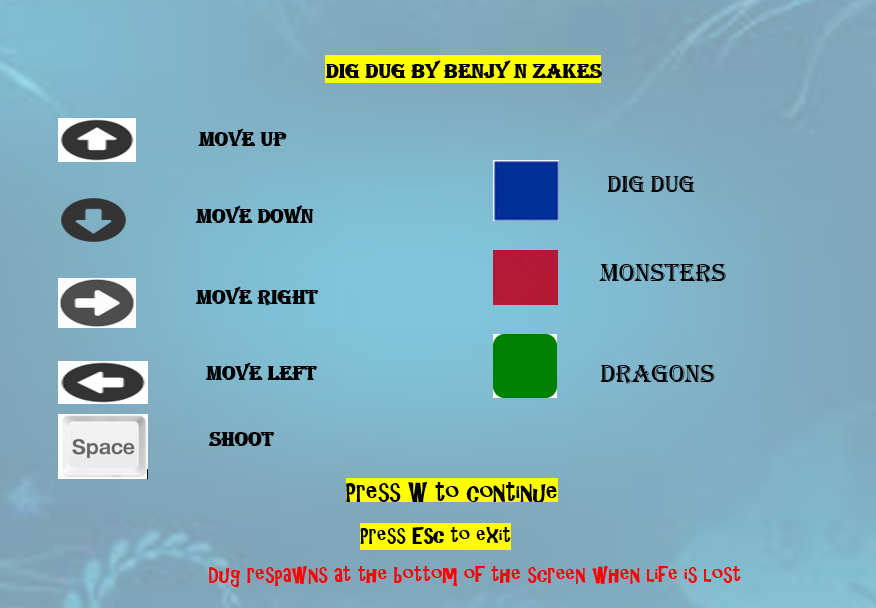 DIG DUG BY BENJY N ZAKES
MOVE UP
MOVE DOWN
MOVE RIGHT
MOVE LEFT
Space
SHOOT
DIG DUG
MONSTERS
DRAGONS
Press W to continue
Press Esc to exit
Dug respawns at the bottom of the screen when life is lost